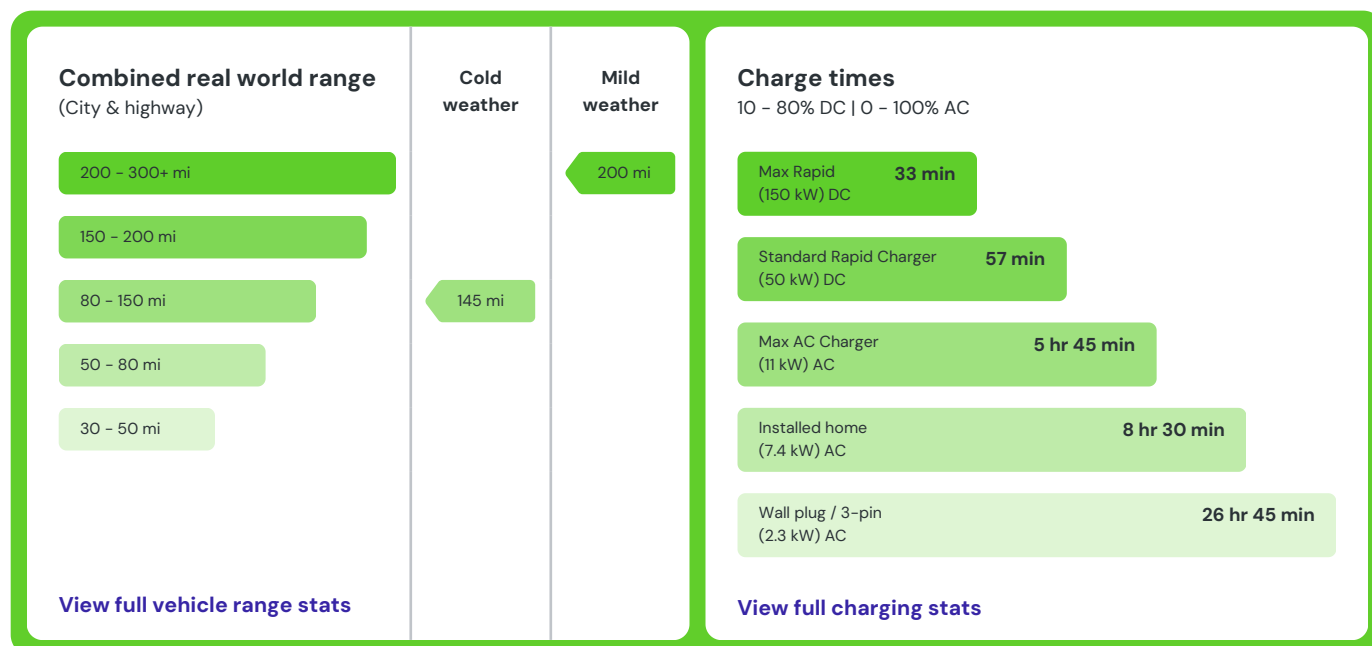 Combined real world range
(City & highway)
Cold
weather
Mild
weather
200 - 300+ mi
200 mi
150 - 200 mi
80 - 150 mi
145 mi
50 - 80 mi
30 - 50 mi
View full vehicle range stats
Charge times
10 - 80% DC | 0 - 100% AC
Max Rapid
(150 kW) DC
33 min
Standard Rapid Charger
(50 kW) DC
57 min
Max AC Charger
(11 kW) AC
5 hr 45 min
Installed home
(7.4 kW) AC
8 hr 30 min
Wall plug / 3-pin
(2.3 kW) AC
26 hr 45 min
View full charging stats